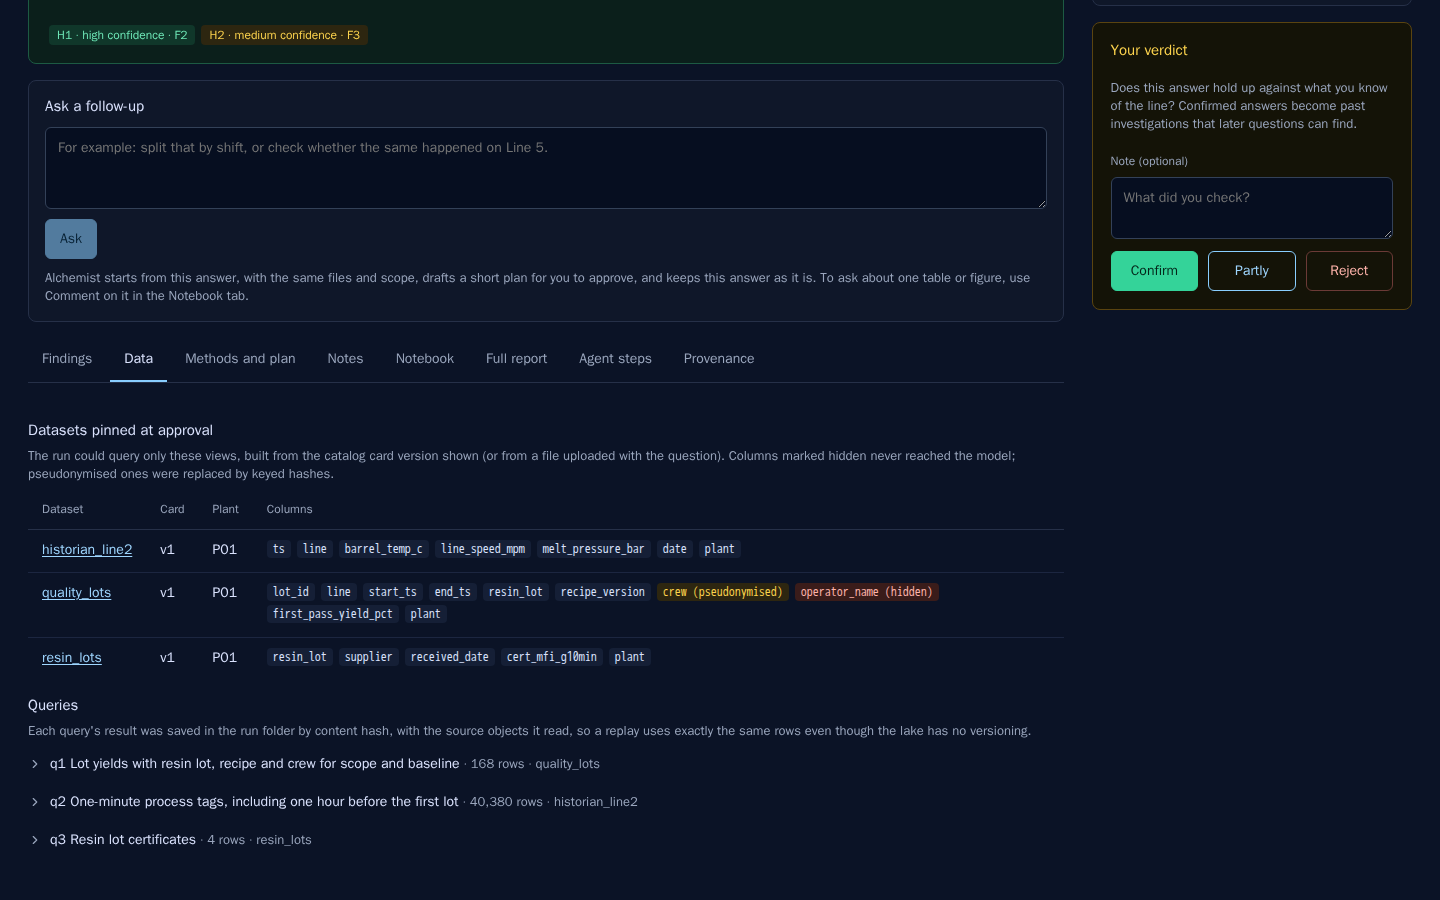 H1 · high confidence · F2
H2 · medium confidence · F3
Ask a follow-up
For example: split that by shift, or check whether the same happened on Line 5.
Ask
Alchemist starts from this answer, with the same files and scope, drafts a short plan for you to approve, and keeps this answer as it is. To ask about one table or figure, use
Comment on it in the Notebook tab.
Your verdict
Does this answer hold up against what you know
of the line? Confirmed answers become past
investigations that later questions can find.
Note (optional)
What did you check?
Confirm Partly Reject
Findings Data Methods and plan Notes Notebook Full report Agent steps Provenance
Datasets pinned at approval
The run could query only these views, built from the catalog card version shown (or from a file uploaded with the question). Columns marked hidden never reached the model;
pseudonymised ones were replaced by keyed hashes.
Dataset Card Plant Columns
historian_line2 v1 P01 ts line barrel_temp_c line_speed_mpm melt_pressure_bar date plant
quality_lots v1 P01 lot_id line start_ts end_ts resin_lot recipe_version crew (pseudonymised) operator_name (hidden)
first_pass_yield_pct plant
resin_lots v1 P01 resin_lot supplier received_date cert_mfi_g10min plant
Queries
Each query's result was saved in the run folder by content hash, with the source objects it read, so a replay uses exactly the same rows even though the lake has no versioning.
q1 Lot yields with resin lot, recipe and crew for scope and baseline · 168 rows · quality_lots
q2 One-minute process tags, including one hour before the first lot · 40,380 rows · historian_line2
q3 Resin lot certificates · 4 rows · resin_lots